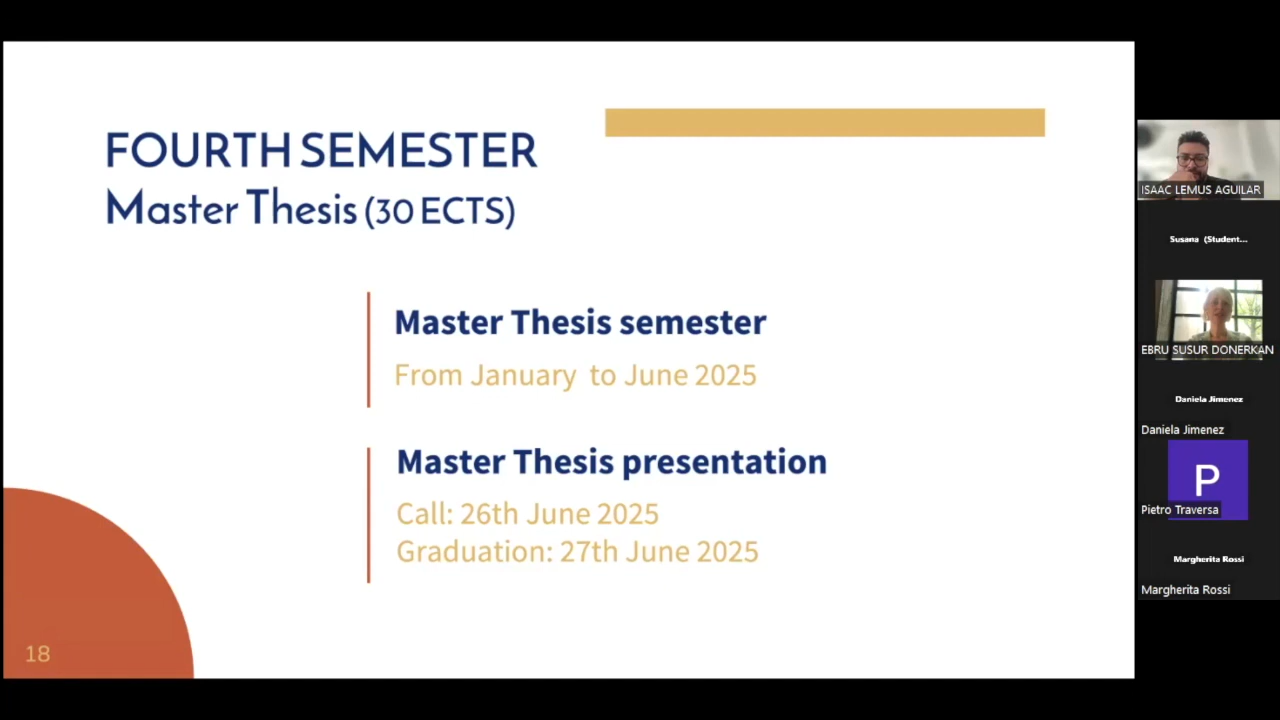 FOURTH SEMESTER
Master Thesis (30 ECTS)
Master Thesis semester
From January to June 2025
Master Thesis presentation
Call: 26th June 2025
Graduation: 27th June 2025
18
ISAAC LEMUS AGUILAR
Susana (Student...
EBRU SUSUR DONERKAN
Daniela Jimenez
Daniela Jimenez
P
Pietro Traversa
Margherita Rossi
Margherita Rossi